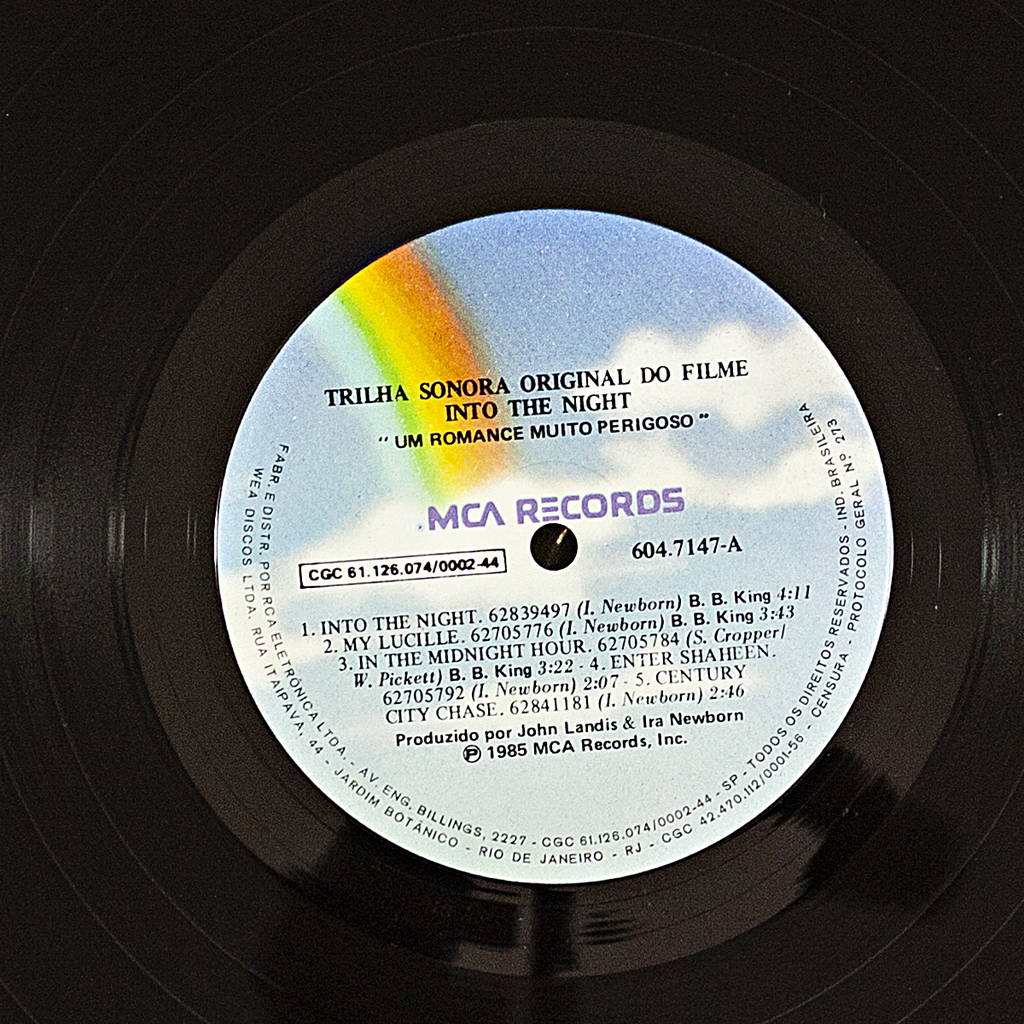 TRILHA SONORA ORIGINAL DO FILME
INTO THE NIGHT
“ UM ROMANCE MUITO PERIGOSO ”
MCA RECORDS
CGC 61.126.074/0002-44
604.7147-A
1. INTO THE NIGHT. 62839497 (I. Newborn) B. B. King 4:11
2. MY LUCILLE. 62705776 (I. Newborn) B. B. King 3:43
3. IN THE MIDNIGHT HOUR. 62705784 (S. Cropper/
W. Pickett) B. B. King 3:22 - 4. ENTER SHAHEEN.
62705792 (I. Newborn) 2:07 - 5. CENTURY
CITY CHASE. 62841181 (I. Newborn) 2:46
Produzido por John Landis & Ira Newborn
℗ 1985 MCA Records, Inc.
FABR. E DISTR. POR RCA ELETRÔNICA LTDA. - AV. ENG. BILLINGS, 2227 - CGC 61.126.074/0002-44 - SP - TODOS OS DIREITOS RESERVADOS - IND. BRASILEIRA
WEA DISCOS LTDA. RUA ITAIPAVA, 44 - JARDIM BOTÂNICO - RIO DE JANEIRO - RJ - CGC 42.470.112/0001-56 - CENSURA - PROTOCOLO GERAL Nº 273